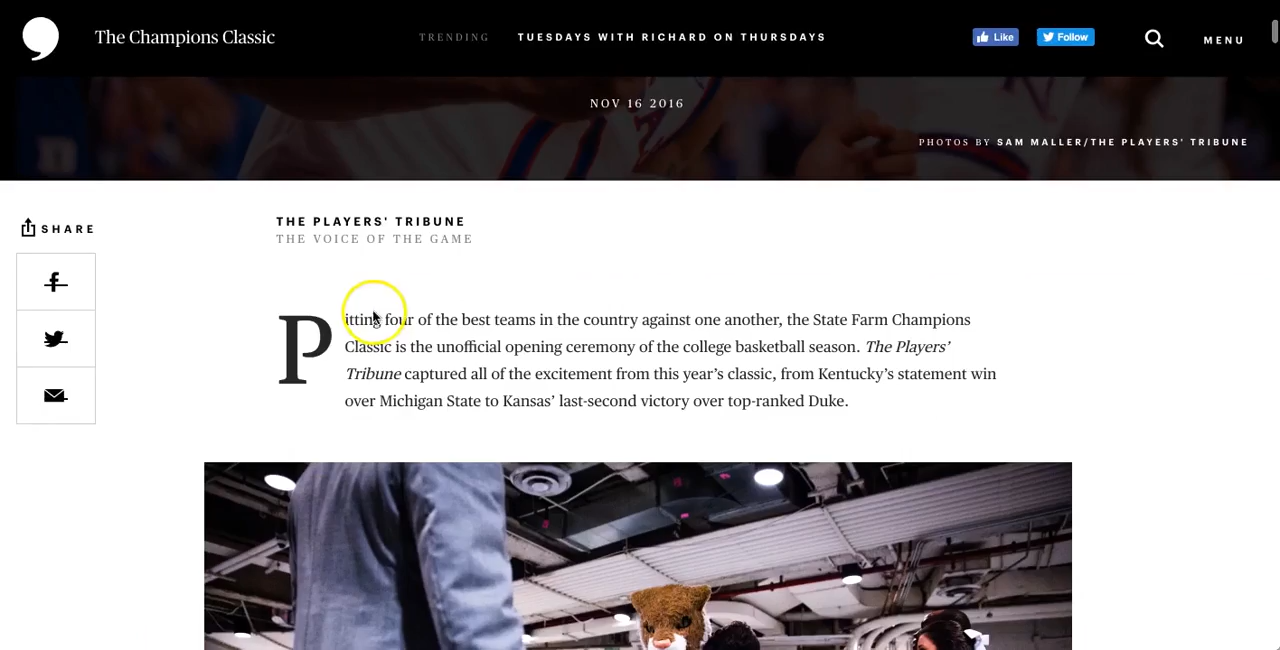 The Champions Classic
TRENDING TUESDAYS WITH RICHARD ON THURSDAYS
Like
Follow
MENU
NOV 16 2016
PHOTOS BY SAM MALLER/THE PLAYERS' TRIBUNE
SHARE
THE PLAYERS' TRIBUNE
THE VOICE OF THE GAME
Pitting four of the best teams in the country against one another, the State Farm Champions
Classic is the unofficial opening ceremony of the college basketball season. The Players’
Tribune captured all of the excitement from this year’s classic, from Kentucky’s statement win
over Michigan State to Kansas’ last-second victory over top-ranked Duke.